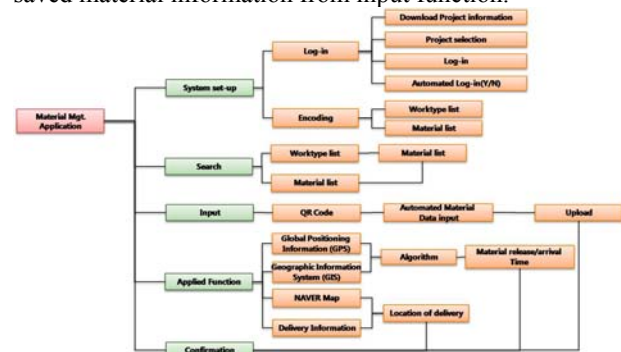 saved material information from input function.
Download Project information
Project selection
Log-in
Log-in
Automated Log-in(Y/N)
System set-up
Encoding
Worktype list
Material list
Material Mgt.
Application
Search
Worktype list
Material list
Material list
Input
QR Code
Automated Material
Data input
Upload
Applied Function
Global Positioning
Information (GPS)
Geographic Information
System (GIS)
Algorithm
Material release/arrival
Time
NAVER Map
Delivery Information
Location of delivery
Confirmation